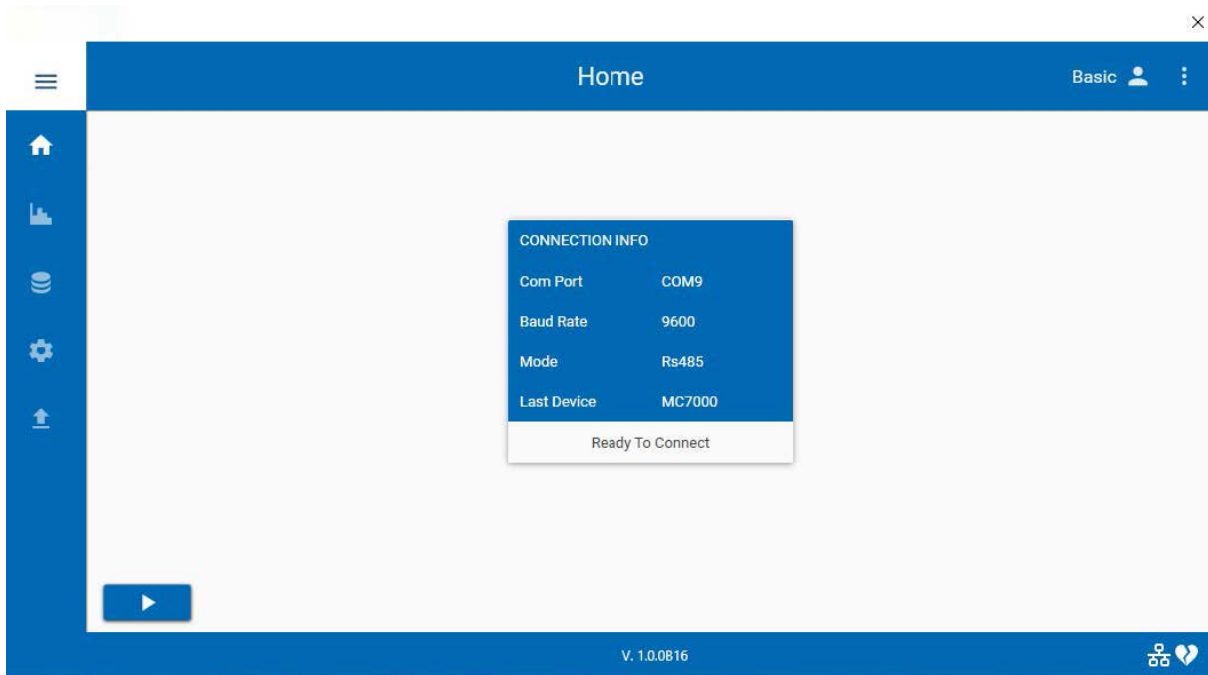 Home
Basic
CONNECTION INFO
Com Port COM9
Baud Rate 9600
Mode Rs485
Last Device MC7000
Ready To Connect
V. 1.0.0B16